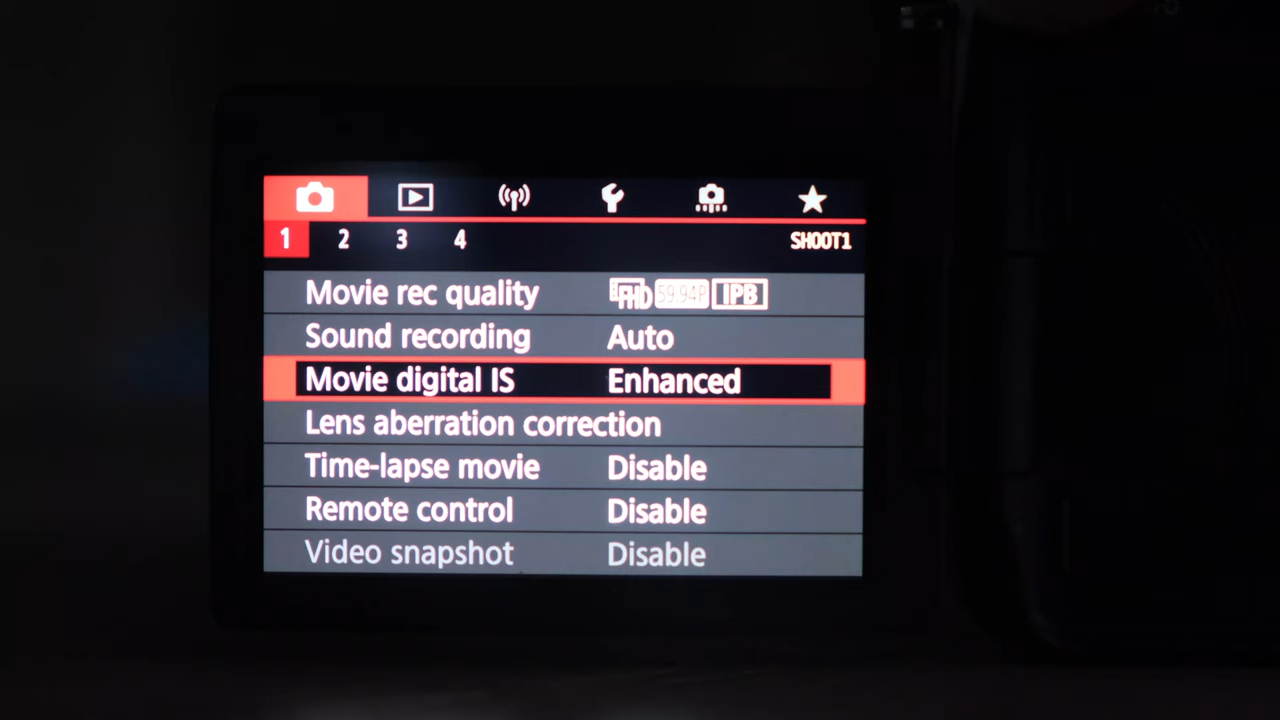 1 2 3 4 SHOOT1
Movie rec quality FHD 59.94P IPB
Sound recording Auto
Movie digital IS Enhanced
Lens aberration correction
Time-lapse movie Disable
Remote control Disable
Video snapshot Disable